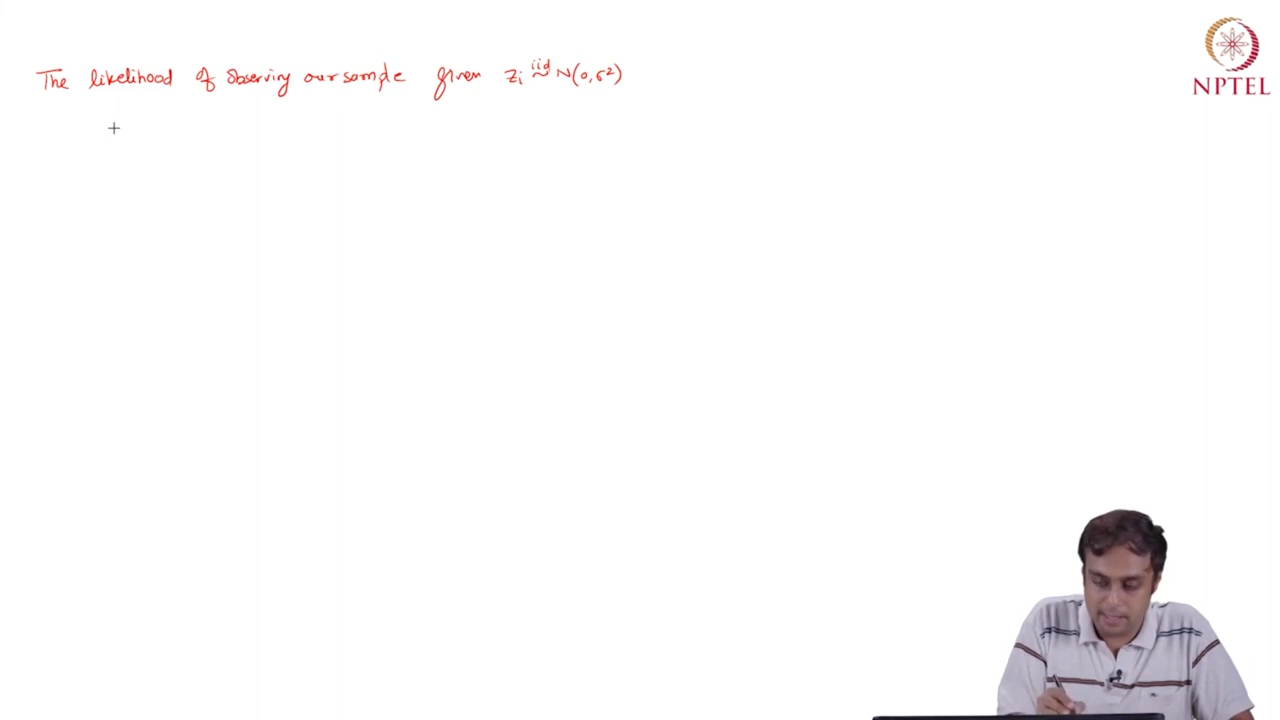 The likelihood of observing our sample given Zi iid ~ N(0, σ²)
NPTEL